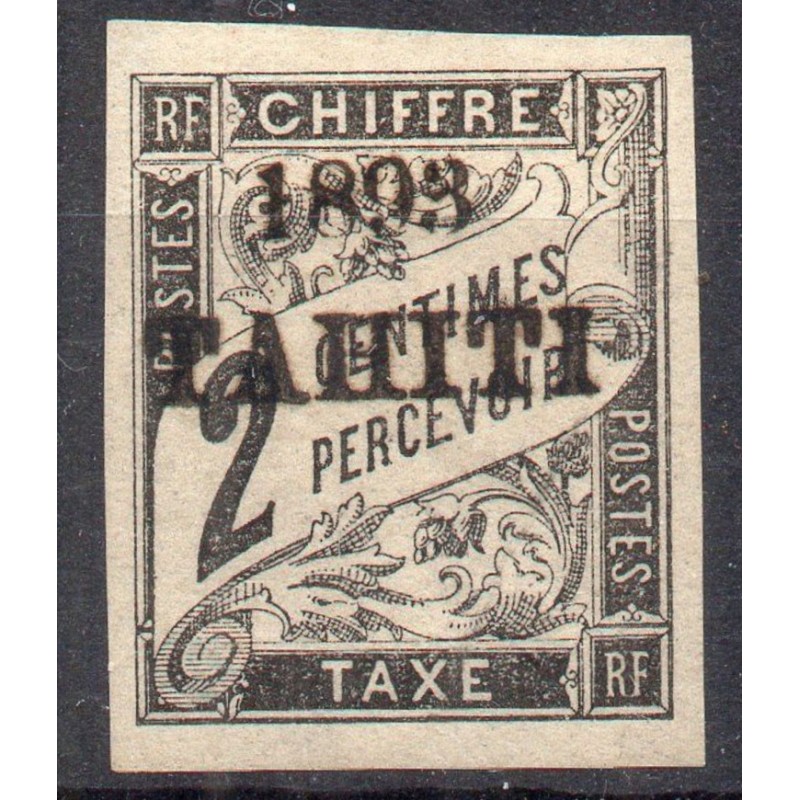 RF CHIFFRE
POSTES
1893
TAHITI
2 CENTIMES
PERCEVOIR
POSTES
TAXE RF